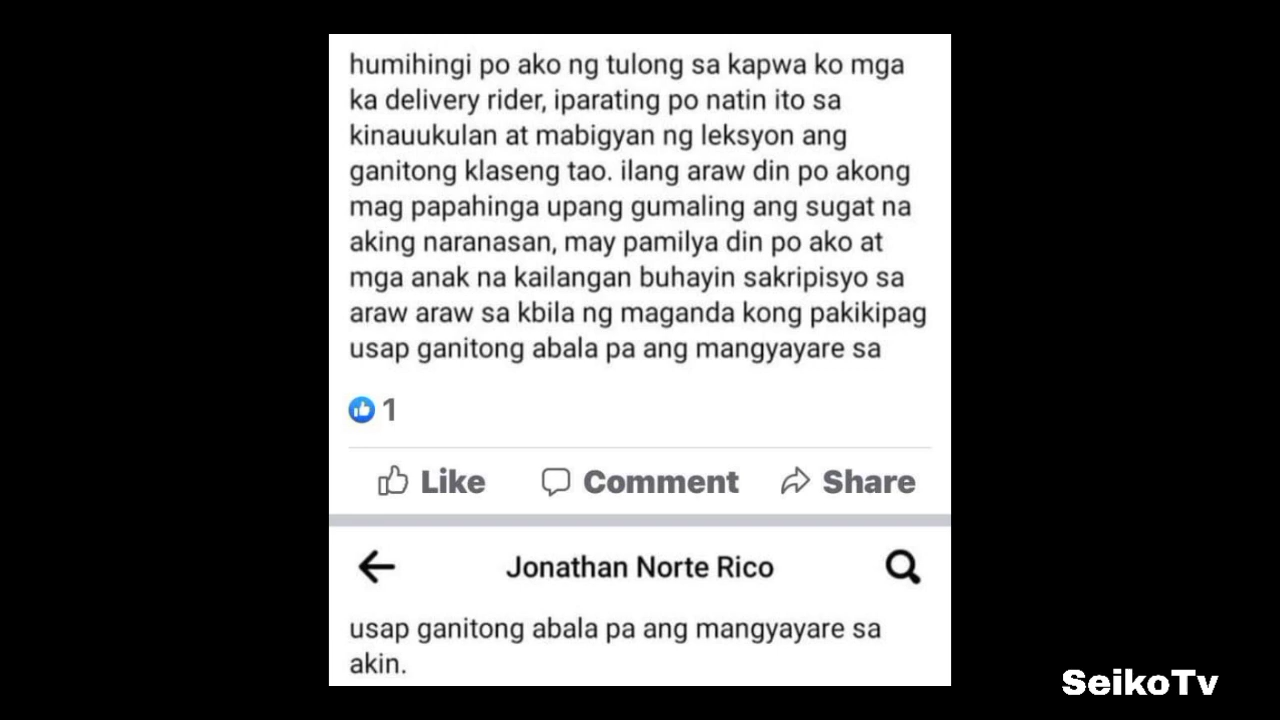 humihingi po ako ng tulong sa kapwa ko mga
ka delivery rider, iparating po natin ito sa
kinauukulan at mabigyan ng leksyon ang
ganitong klaseng tao. ilang araw din po akong
mag papahinga upang gumaling ang sugat na
aking naranasan, may pamilya din po ako at
mga anak na kailangan buhayin sakripisyo sa
araw araw sa kbila ng maganda kong pakikipag
usap ganitong abala pa ang mangyayare sa
1
Like Comment Share
Jonathan Norte Rico
usap ganitong abala pa ang mangyayare sa
akin.
SeikoTv